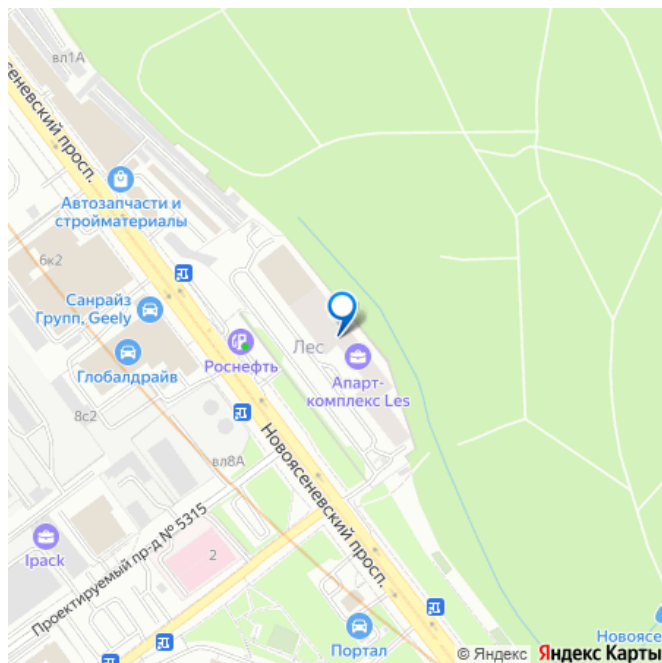 вл1А
сеневский просп.
Автозапчасти и
стройматериалы
6к2
Санрайз
Групп, Geely
Роснефть
Лес
Глобалдрайв
Апарт-
комплекс Les
8с2
Новоясеневский просп.
вл8А
Проектируемый пр-д № 5315
Ipack
2
Портал
Новоясе
© Яндекс Яндекс Карты